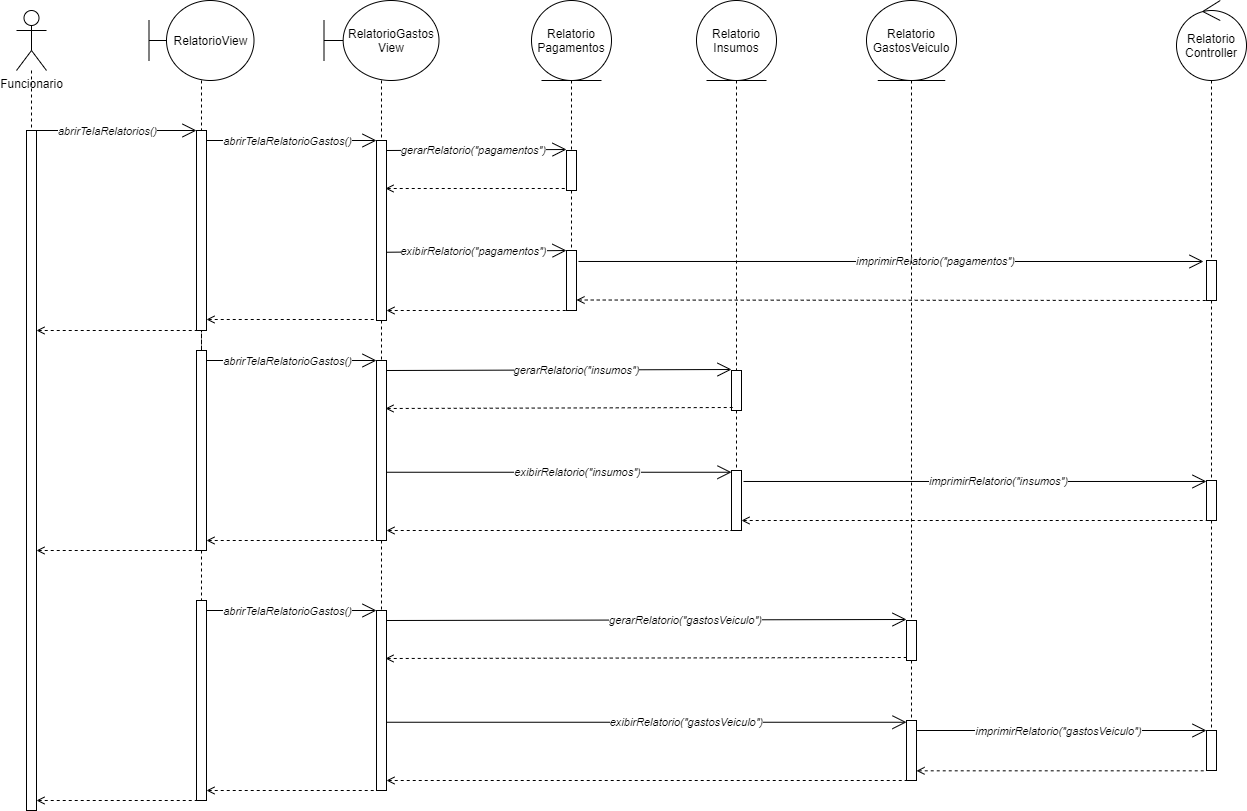 RelatorioView
RelatorioGastos
View
Relatorio
Pagamentos
Relatorio
Insumos
Relatorio
GastosVeiculo
Relatorio
Controller
Funcionario
abrirTelaRelatorios()
abrirTelaRelatorioGastos()
gerarRelatorio("pagamentos")
exibirRelatorio("pagamentos")
imprimirRelatorio("pagamentos")
abrirTelaRelatorioGastos()
gerarRelatorio("insumos")
exibirRelatorio("insumos")
imprimirRelatorio("insumos")
abrirTelaRelatorioGastos()
gerarRelatorio("gastosVeiculo")
exibirRelatorio("gastosVeiculo")
imprimirRelatorio("gastosVeiculo")